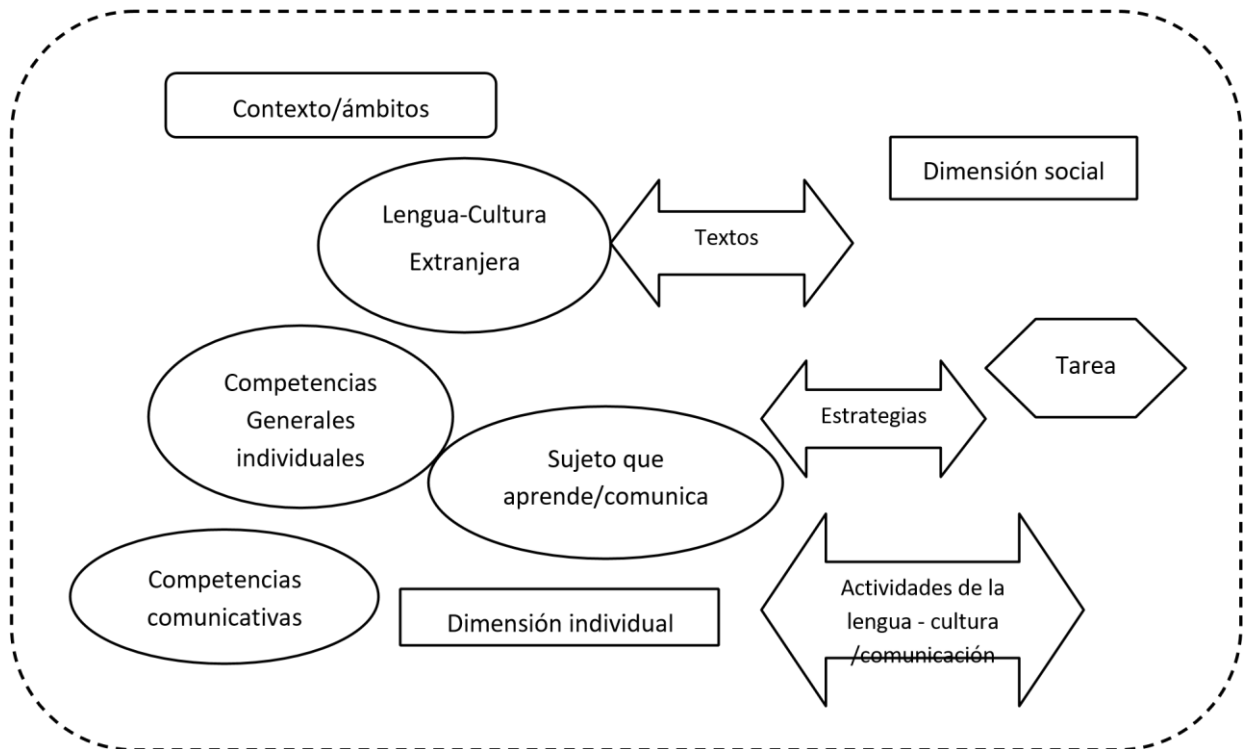 Contexto/ámbitos
Dimensión social
Lengua-Cultura
Extranjera
Textos
Tarea
Competencias
Generales
individuales
Estrategias
Sujeto que
aprende/comunica
Competencias
comunicativas
Dimensión individual
Actividades de la
lengua - cultura
/comunicación